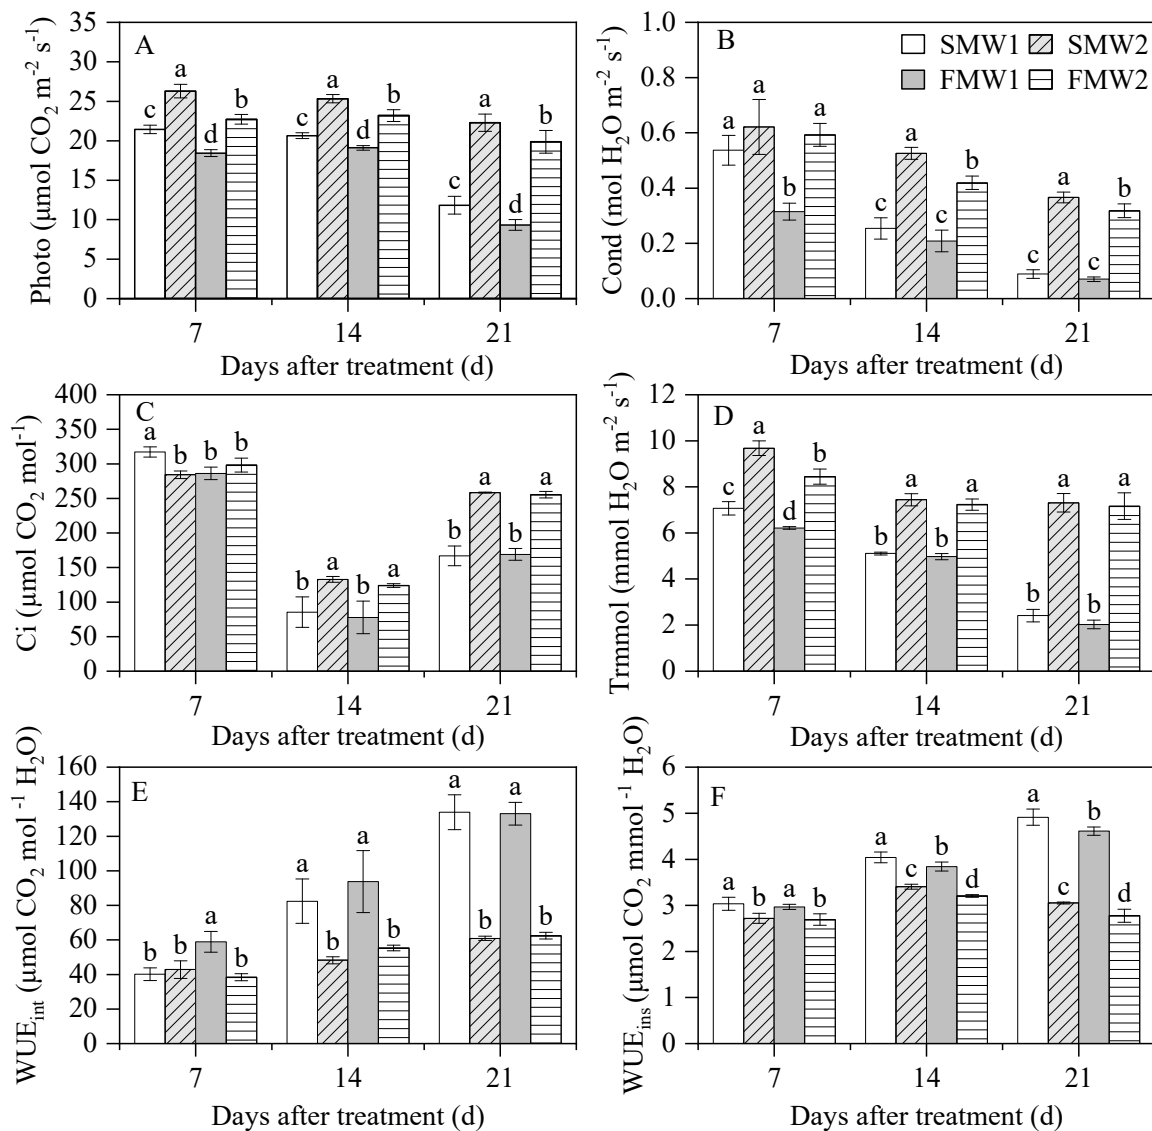 A
Photo (μmol CO₂ m⁻² s⁻¹)
35
30
25
20
15
10
5
0
c a d b
c a d b
c a d b
7 14 21
Days after treatment (d)
B
SMW1 SMW2
FMW1 FMW2
Cond (mol H₂O m⁻² s⁻¹)
1.0
0.8
0.6
0.4
0.2
0.0
a a b a
c a c b
c a c b
7 14 21
Days after treatment (d)
C
Ci (μmol CO₂ mol⁻¹)
400
350
300
250
200
150
100
50
0
a b b b
b a b a
b a b a
7 14 21
Days after treatment (d)
D
Trmmol (mmol H₂O m⁻² s⁻¹)
12
10
8
6
4
2
0
c a d b
b a b a
b a b a
7 14 21
Days after treatment (d)
E
WUEint (μmol CO₂ mol ⁻¹ H₂O)
160
140
120
100
80
60
40
20
0
b b a b
a b a b
a b a b
7 14 21
Days after treatment (d)
F
WUEins (μmol CO₂ mmol ⁻¹ H₂O)
6
5
4
3
2
1
0
a b a b
a c b d
a c b d
7 14 21
Days after treatment (d)